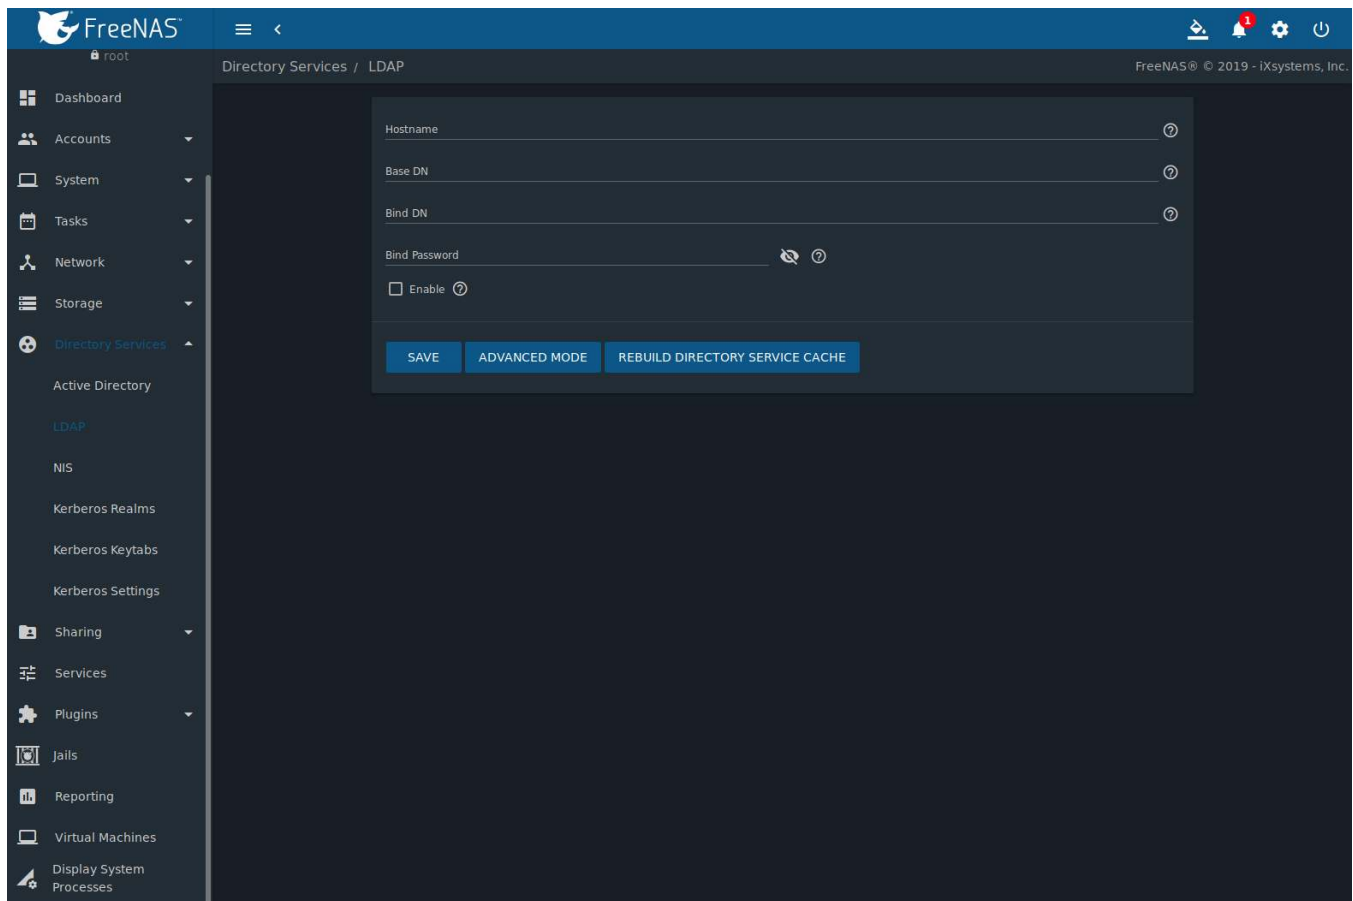 FreeNAS™
1
root
Directory Services / LDAP
FreeNAS® © 2019 - iXsystems, Inc.
Dashboard
Accounts
System
Tasks
Network
Storage
Directory Services
Active Directory
LDAP
NIS
Kerberos Realms
Kerberos Keytabs
Kerberos Settings
Sharing
Services
Plugins
Jails
Reporting
Virtual Machines
Display System
Processes
Hostname
Base DN
Bind DN
Bind Password
Enable
SAVE
ADVANCED MODE
REBUILD DIRECTORY SERVICE CACHE